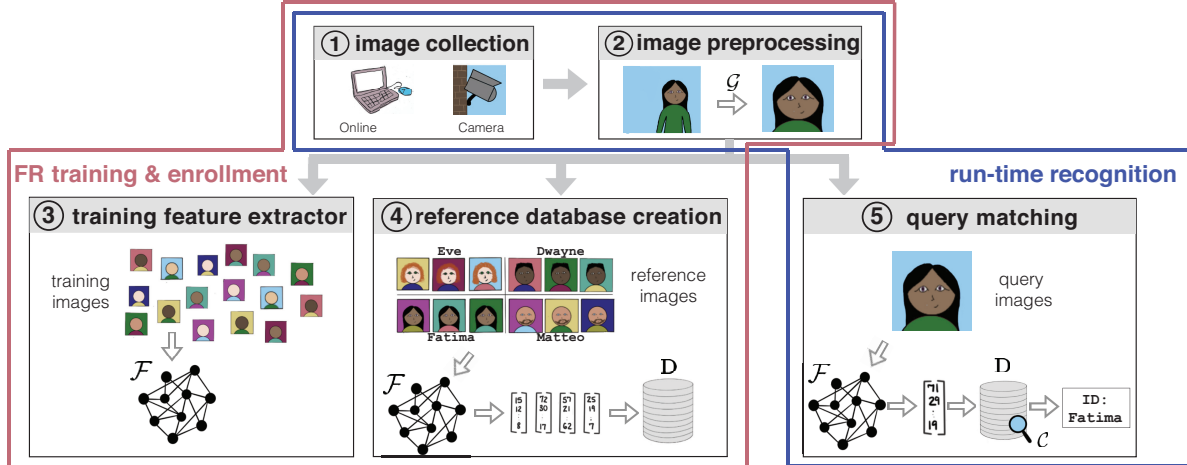 ① image collection
② image preprocessing
Online
Camera
𝒢
FR training & enrollment
run-time recognition
③ training feature extractor
training
images
ℱ
④ reference database creation
Eve
Dwayne
reference
images
Fatima
Matteo
ℱ
15 72 57 25
12 30 21 19
: : : :
8 17 62 7
D
⑤ query matching
query
images
ℱ
71
29
:
19
D
𝒞
ID:
Fatima